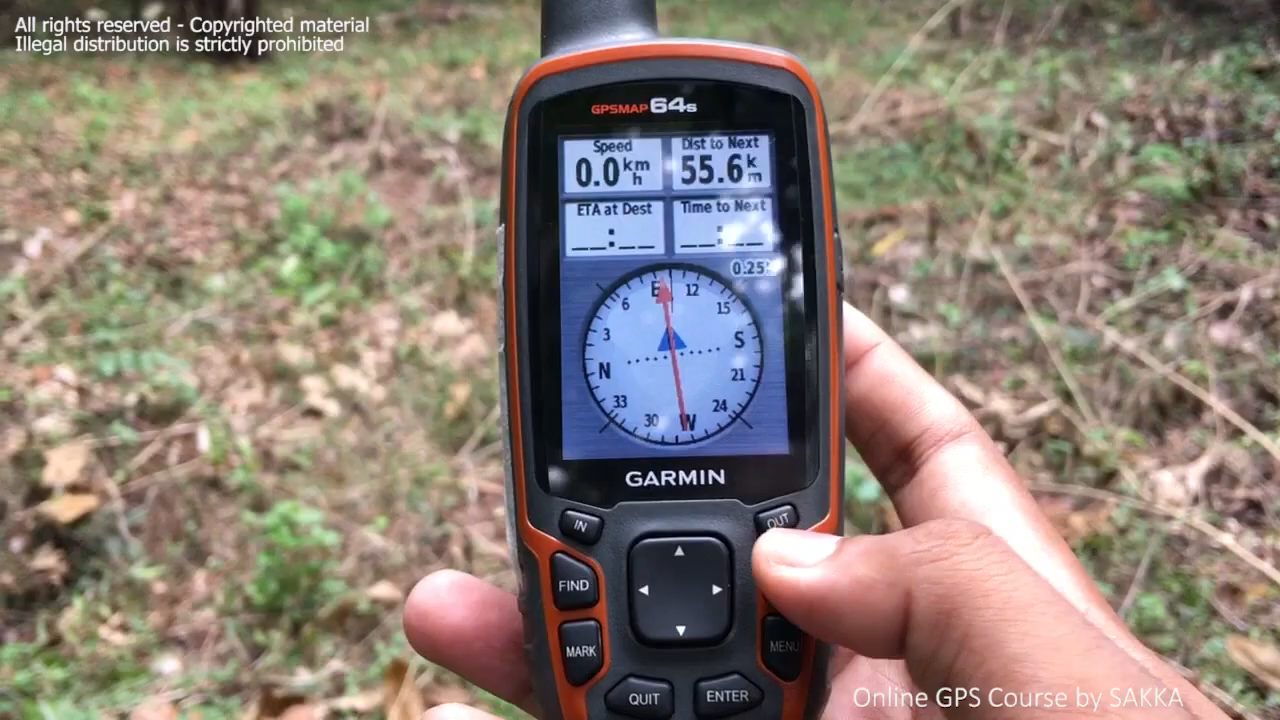 All rights reserved - Copyrighted material
Illegal distribution is strictly prohibited
GPSMAP 64s
Speed
0.0 km h
Dist to Next
55.6 k m
ETA at Dest
__:__
Time to Next
__:__
0.25°
E
12
15
S
21
24
W
30
33
N
3
6
GARMIN
IN
OUT
FIND
MARK
MENU
QUIT
ENTER
Online GPS Course by SAKKA